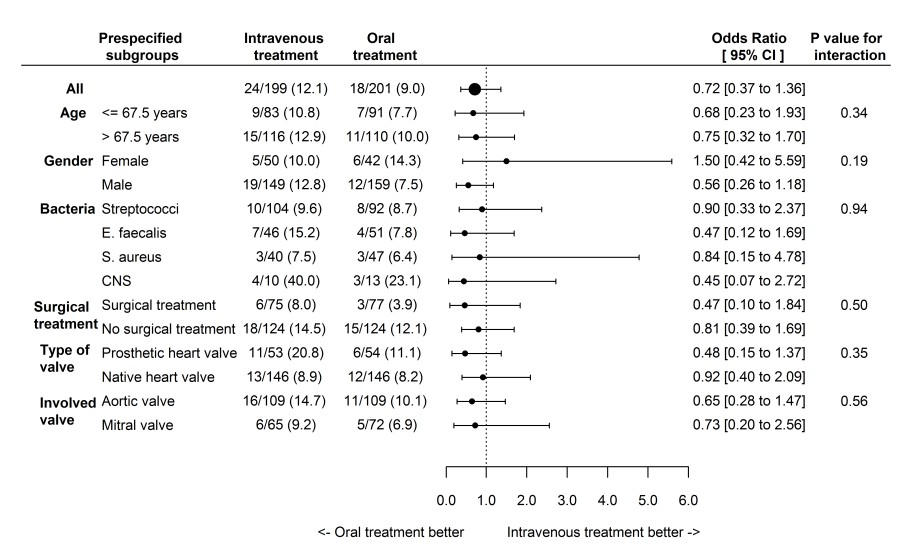 Prespecified Intravenous Oral Odds Ratio P value for
subgroups treatment treatment [ 95% CI ] interaction
All 24/199 (12.1) 18/201 (9.0) 0.72 [0.37 to 1.36]
Age <= 67.5 years 9/83 (10.8) 7/91 (7.7) 0.68 [0.23 to 1.93] 0.34
> 67.5 years 15/116 (12.9) 11/110 (10.0) 0.75 [0.32 to 1.70]
Gender Female 5/50 (10.0) 6/42 (14.3) 1.50 [0.42 to 5.59] 0.19
Male 19/149 (12.8) 12/159 (7.5) 0.56 [0.26 to 1.18]
Bacteria Streptococci 10/104 (9.6) 8/92 (8.7) 0.90 [0.33 to 2.37] 0.94
E. faecalis 7/46 (15.2) 4/51 (7.8) 0.47 [0.12 to 1.69]
S. aureus 3/40 (7.5) 3/47 (6.4) 0.84 [0.15 to 4.78]
CNS 4/10 (40.0) 3/13 (23.1) 0.45 [0.07 to 2.72]
Surgical Surgical treatment 6/75 (8.0) 3/77 (3.9) 0.47 [0.10 to 1.84] 0.50
treatment No surgical treatment 18/124 (14.5) 15/124 (12.1) 0.81 [0.39 to 1.69]
Type of Prosthetic heart valve 11/53 (20.8) 6/54 (11.1) 0.48 [0.15 to 1.37] 0.35
valve Native heart valve 13/146 (8.9) 12/146 (8.2) 0.92 [0.40 to 2.09]
Involved Aortic valve 16/109 (14.7) 11/109 (10.1) 0.65 [0.28 to 1.47] 0.56
valve Mitral valve 6/65 (9.2) 5/72 (6.9) 0.73 [0.20 to 2.56]
0.0 1.0 2.0 3.0 4.0 5.0 6.0
<- Oral treatment better Intravenous treatment better ->